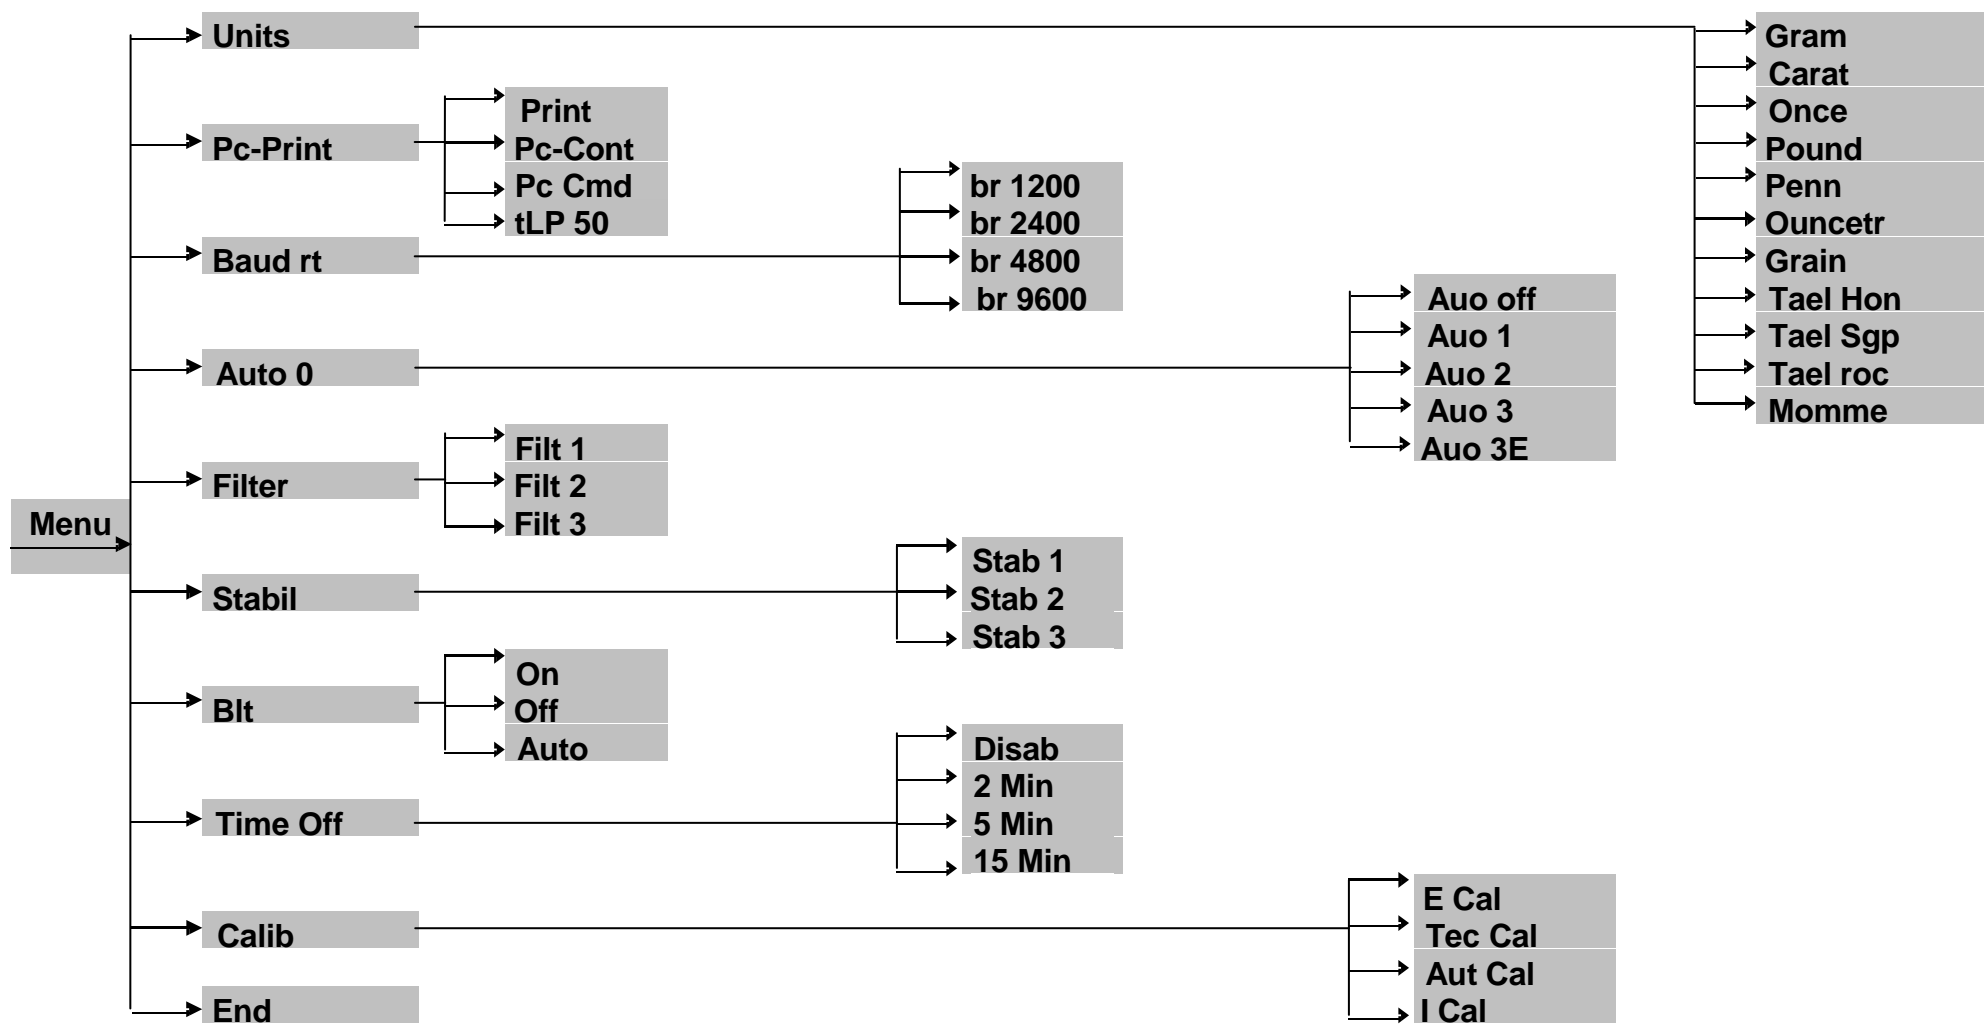 Menu
Units
Gram
Carat
Once
Pound
Penn
Ouncetr
Grain
Tael Hon
Tael Sgp
Tael roc
Momme
Pc-Print
Print
Pc-Cont
Pc Cmd
tLP 50
Baud rt
br 1200
br 2400
br 4800
br 9600
Auto 0
Auo off
Auo 1
Auo 2
Auo 3
Auo 3E
Filter
Filt 1
Filt 2
Filt 3
Stabil
Stab 1
Stab 2
Stab 3
Blt
On
Off
Auto
Time Off
Disab
2 Min
5 Min
15 Min
Calib
E Cal
Tec Cal
Aut Cal
I Cal
End